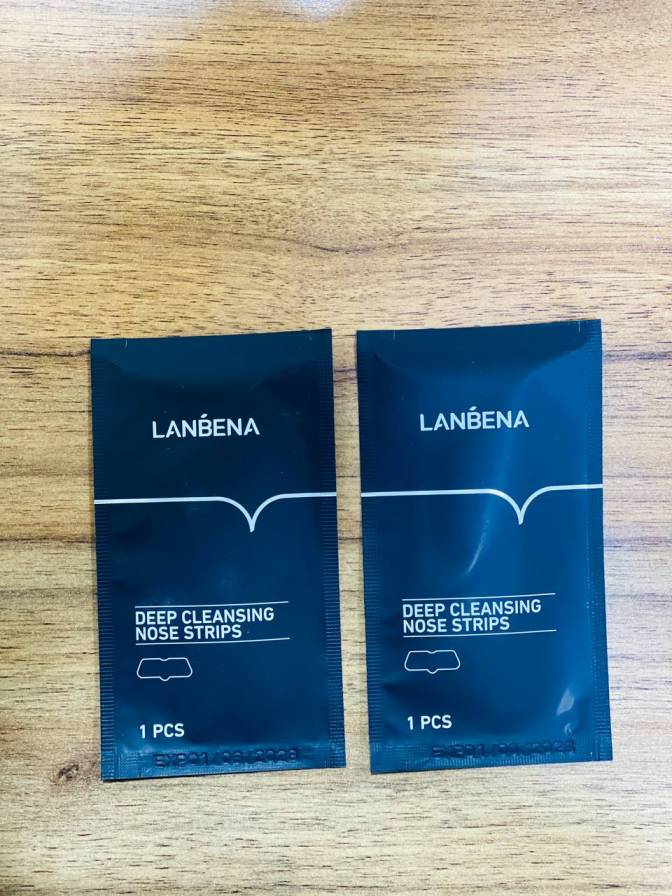 LANBENA
DEEP CLEANSING
NOSE STRIPS
1 PCS
LANBENA
DEEP CLEANSING
NOSE STRIPS
1 PCS